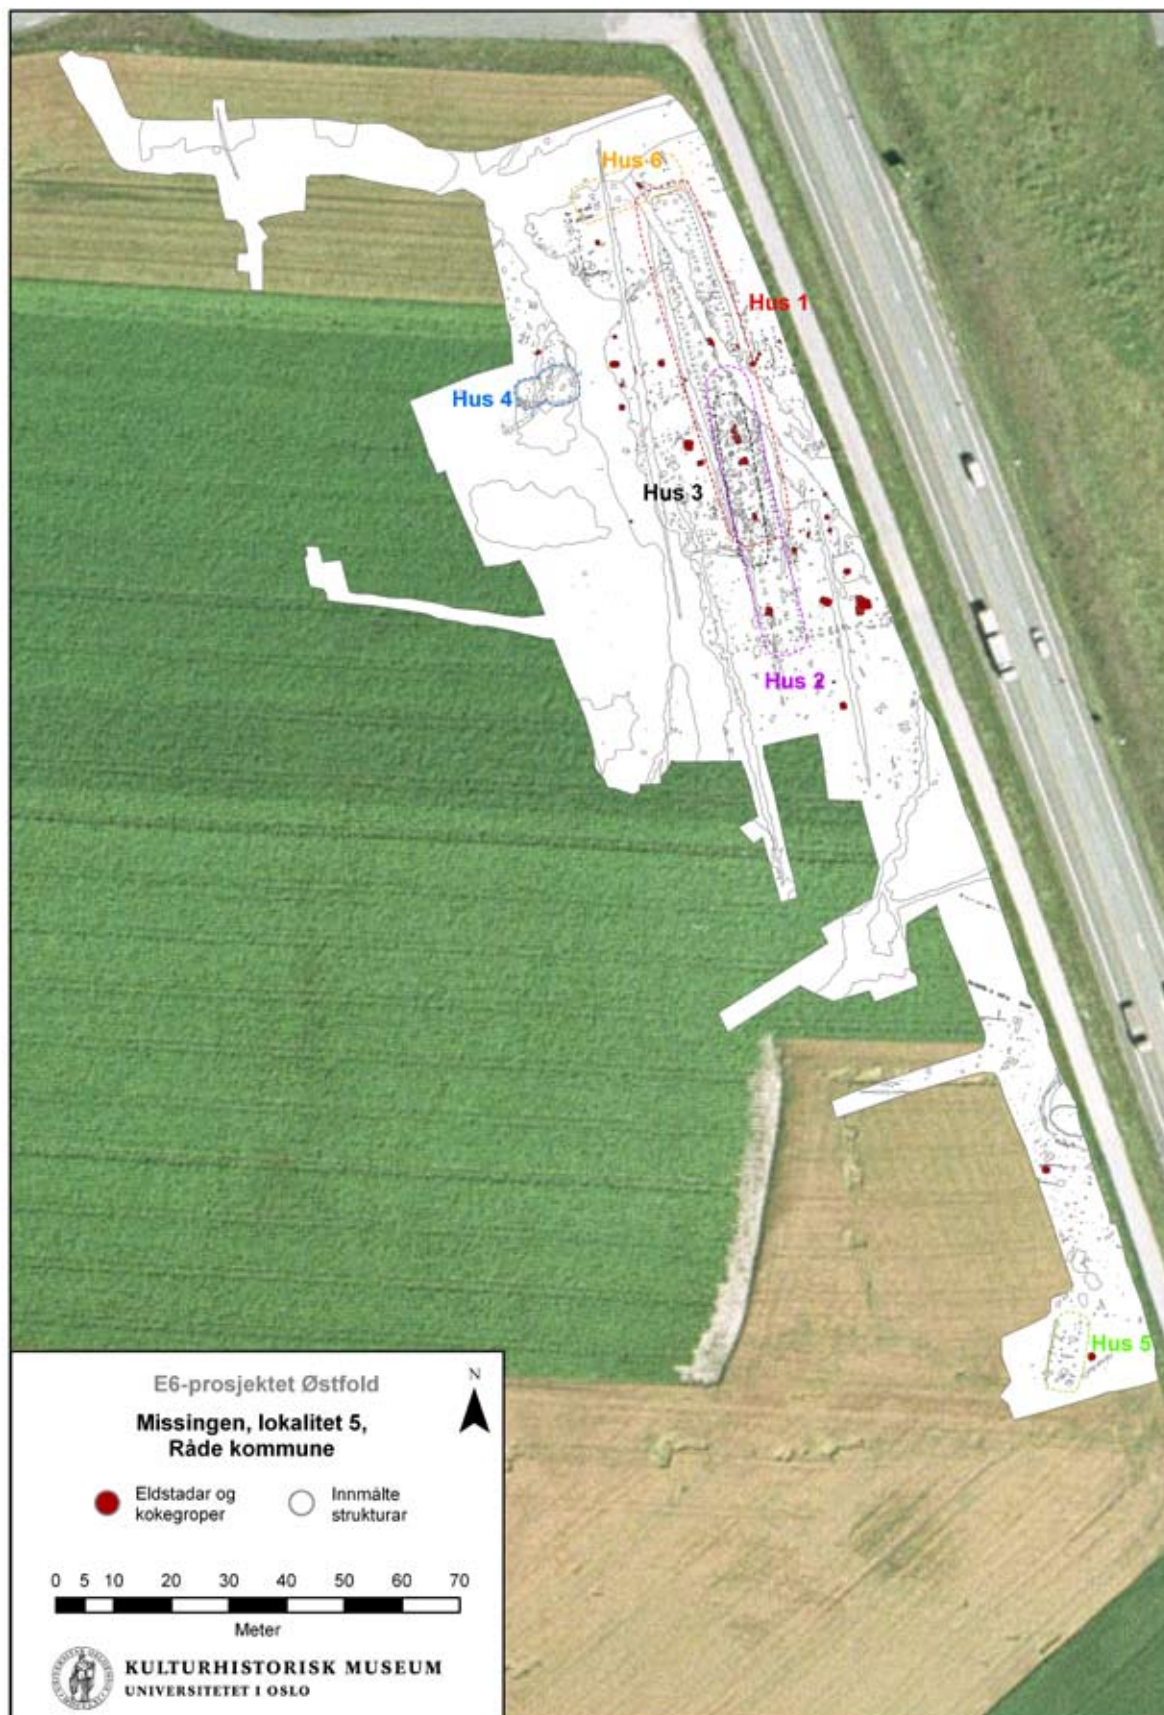 Hus 6
Hus 1
Hus 4
Hus 3
Hus 2
Hus 5
E6-prosjektet Østfold
N
Missingen, lokalitet 5,
Råde kommune
Eldstadar og
kokegroper
Innmålte
strukturar
0 5 10 20 30 40 50 60 70
Meter
KULTURHISTORISK MUSEUM
UNIVERSITETET I OSLO